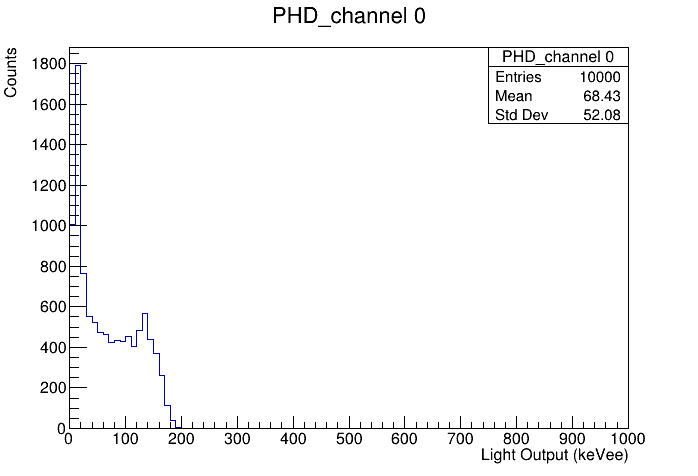 PHD_channel 0
Counts
PHD_channel 0
Entries 10000
Mean 68.43
Std Dev 52.08
1800
1600
1400
1200
1000
800
600
400
200
0
0 100 200 300 400 500 600 700 800 900 1000
Light Output (keVee)